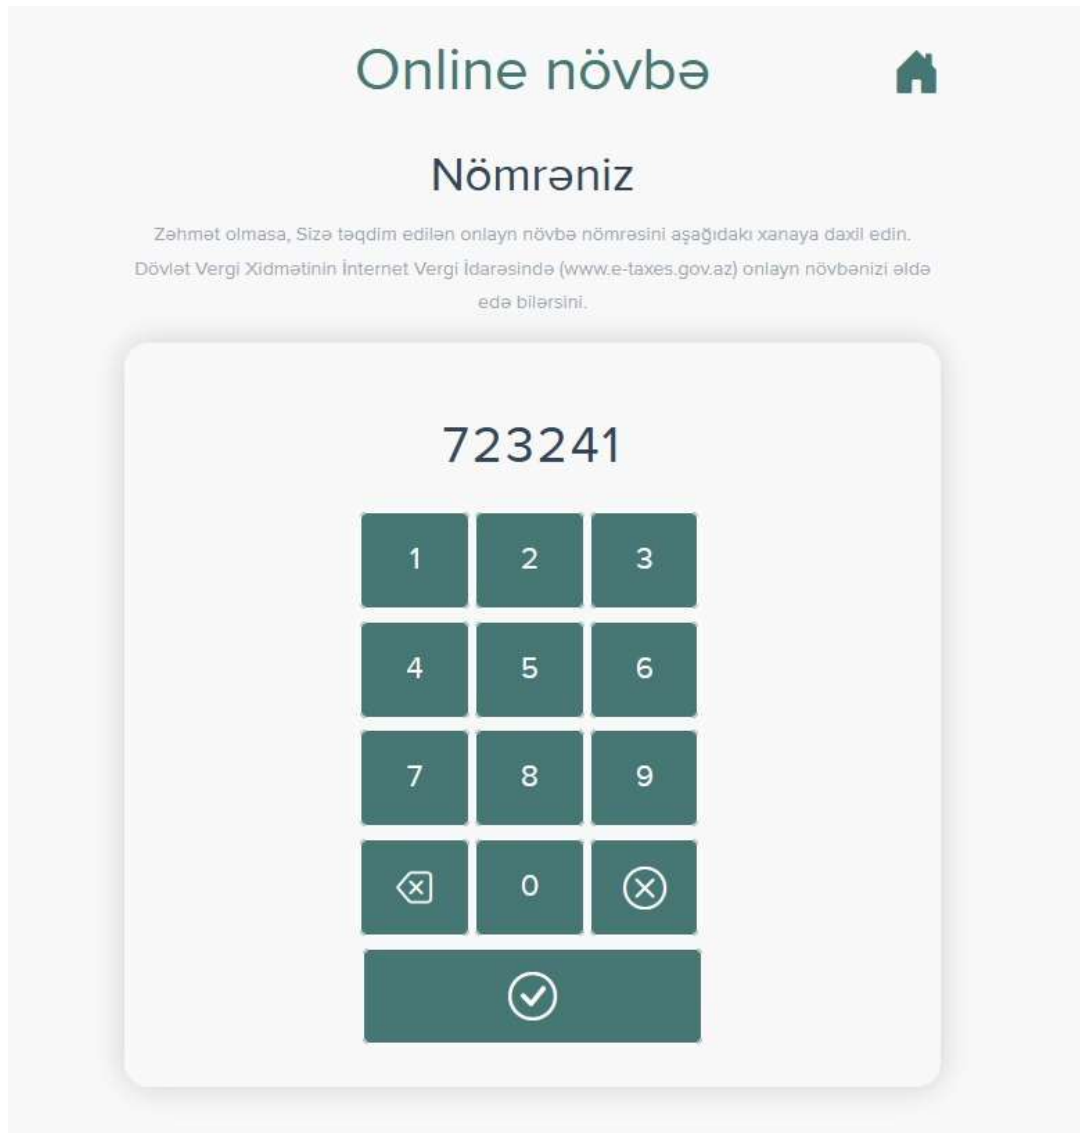 Online növbə
Nömrəniz
Zəhmət olmasa, Sizə təqdim edilən onlayn növbə nömrəsini aşağıdakı xanaya daxil edin.
Dövlət Vergi Xidmətinin İnternet Vergi İdarəsində (www.e-taxes.gov.az) onlayn növbənizi əldə
edə bilərsini.
723241
1 2 3
4 5 6
7 8 9
0